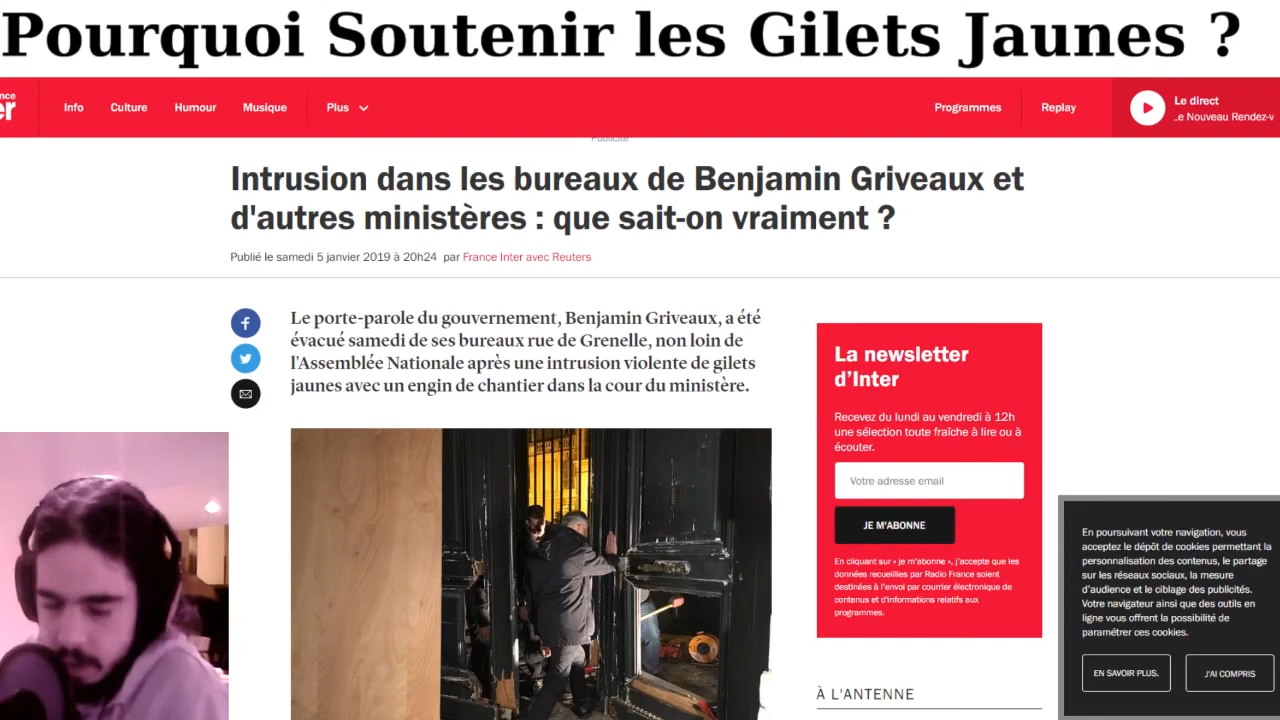 Pourquoi Soutenir les Gilets Jaunes ?
Info
Culture
Humour
Musique
Plus
Programmes
Replay
Le direct
Le Nouveau Rendez-v
Publicité
Intrusion dans les bureaux de Benjamin Griveaux et
d'autres ministères : que sait-on vraiment ?
Publié le samedi 5 janvier 2019 à 20h24 par France Inter avec Reuters
Le porte-parole du gouvernement, Benjamin Griveaux, a été
évacué samedi de ses bureaux rue de Grenelle, non loin de
l'Assemblée Nationale après une intrusion violente de gilets
jaunes avec un engin de chantier dans la cour du ministère.
La newsletter
d'Inter
Recevez du lundi au vendredi à 12h
une sélection toute fraîche à lire ou à
écouter.
Votre adresse email
JE M'ABONNE
En cliquant sur « je m'abonne », j'accepte que les
données recueillies par Radio France soient
destinées à l'envoi par courrier électronique de
contenus et d'informations relatifs aux
programmes.
À L'ANTENNE
En poursuivant votre navigation, vous
acceptez le dépôt de cookies permettant la
personnalisation des contenus, le partage
sur les réseaux sociaux, la mesure
d'audience et le ciblage des publicités.
Votre navigateur ainsi que des outils en
ligne vous offrent la possibilité de
paramétrer ces cookies.
EN SAVOIR PLUS.
J'AI COMPRIS